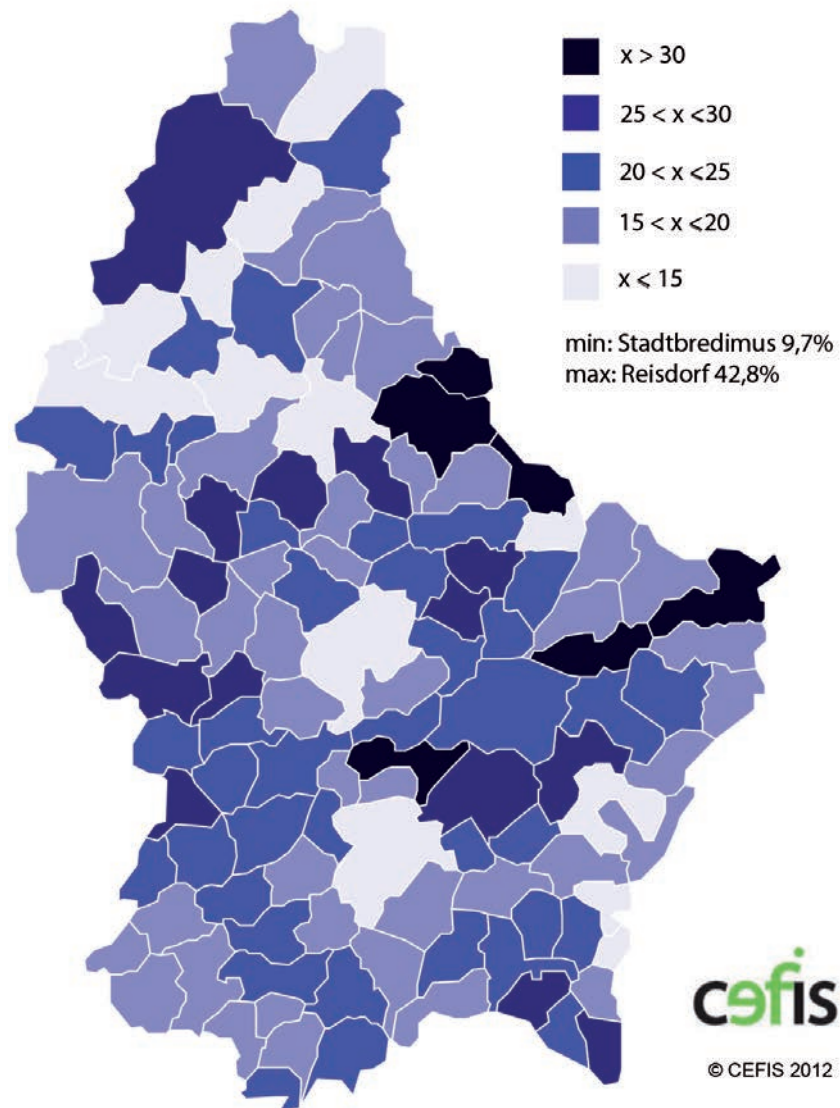 x > 30
25 < x <30
20 < x <25
15 < x <20
x < 15
min: Stadtbredimus 9,7%
max: Reisdorf 42,8%
cefis
© CEFIS 2012